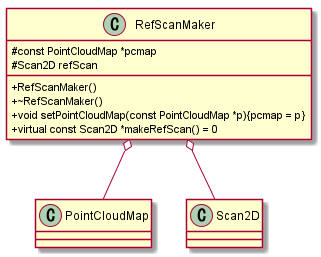 C RefScanMaker
#const PointCloudMap *pcmap
#Scan2D refScan
+RefScanMaker()
+~RefScanMaker()
+void setPointCloudMap(const PointCloudMap *p){pcmap = p}
+virtual const Scan2D *makeRefScan() = 0
C PointCloudMap
C Scan2D